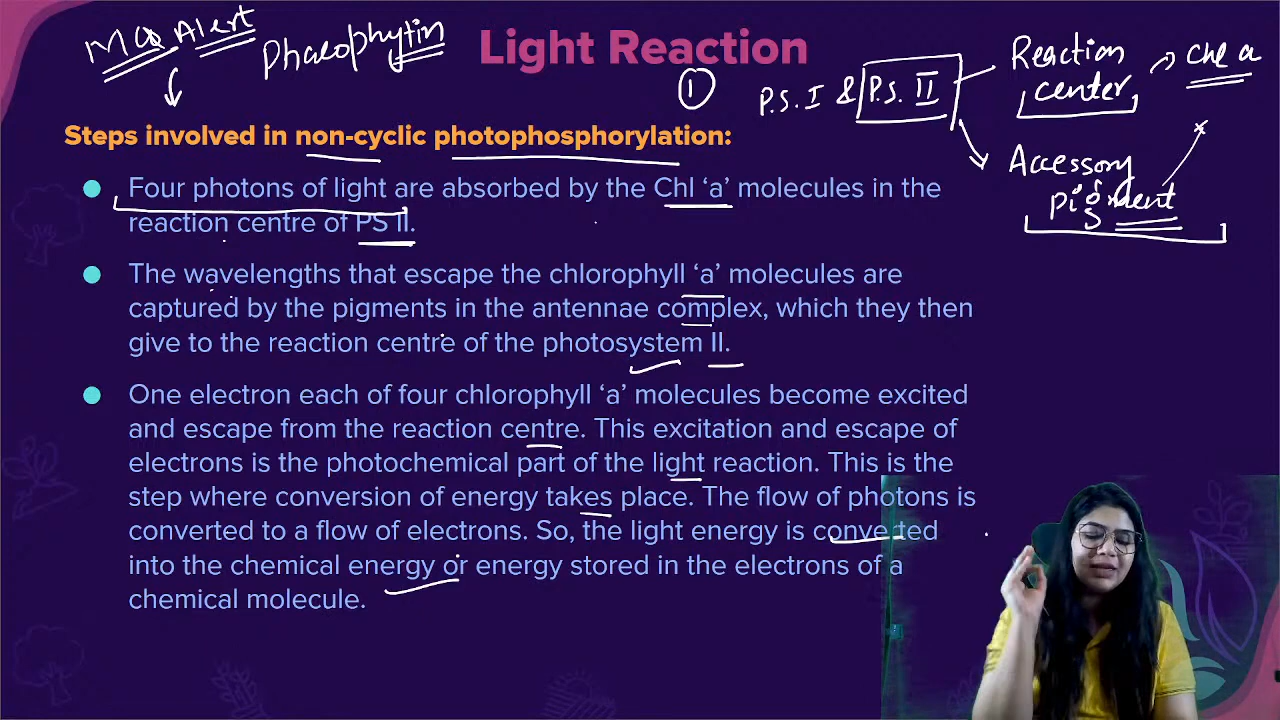 MCQ Alert
Phaeophytin
Light Reaction
① P.S. I & P.S. II
Reaction
center
Chl a
Accessory
pigment
Steps involved in non-cyclic photophosphorylation:
Four photons of light are absorbed by the Chl ‘a’ molecules in the
reaction centre of PS II.
The wavelengths that escape the chlorophyll ‘a’ molecules are
captured by the pigments in the antennae complex, which they then
give to the reaction centre of the photosystem II.
One electron each of four chlorophyll ‘a’ molecules become excited
and escape from the reaction centre. This excitation and escape of
electrons is the photochemical part of the light reaction. This is the
step where conversion of energy takes place. The flow of photons is
converted to a flow of electrons. So, the light energy is converted
into the chemical energy or energy stored in the electrons of a
chemical molecule.